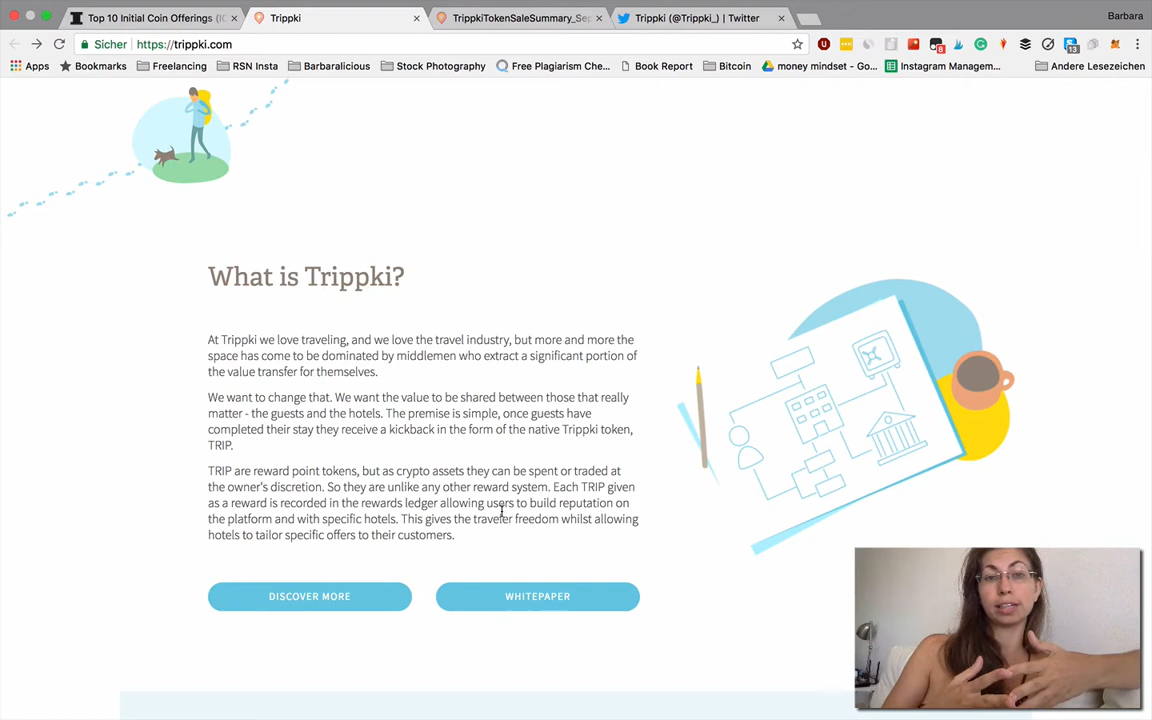 Top 10 Initial Coin Offerings (IC
Trippki
TrippkiTokenSaleSummary_Sep
Trippki (@Trippki_) | Twitter
Barbara
Sicher
https://trippki.com
8
13
Apps
Bookmarks
Freelancing
RSN Insta
Barbaralicious
Stock Photography
Free Plagiarism Che...
Book Report
Bitcoin
money mindset - Go...
Instagram Managem...
Andere Lesezeichen
What is Trippki?
At Trippki we love traveling, and we love the travel industry, but more and more the
space has come to be dominated by middlemen who extract a significant portion of
the value transfer for themselves.
We want to change that. We want the value to be shared between those that really
matter - the guests and the hotels. The premise is simple, once guests have
completed their stay they receive a kickback in the form of the native Trippki token,
TRIP.
TRIP are reward point tokens, but as crypto assets they can be spent or traded at
the owner's discretion. So they are unlike any other reward system. Each TRIP given
as a reward is recorded in the rewards ledger allowing users to build reputation on
the platform and with specific hotels. This gives the traveler freedom whilst allowing
hotels to tailor specific offers to their customers.
DISCOVER MORE
WHITEPAPER